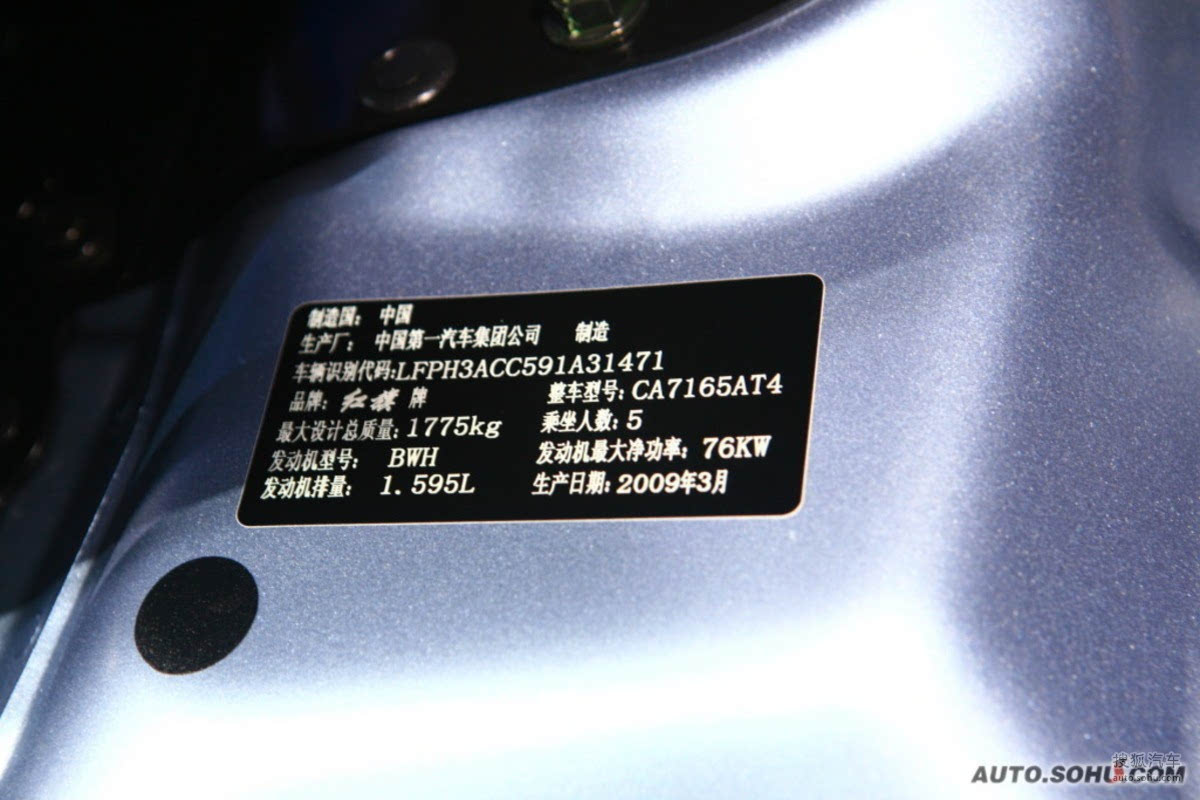 制造国： 中国
生产厂： 中国第一汽车集团公司 制造
车辆识别代码:LFPH3ACC591A31471
品牌： 红旗 牌 整车型号: CA7165AT4
最大设计总质量: 1775kg 乘坐人数: 5
发动机型号: BWH 发动机最大净功率: 76KW
发动机排量: 1.595L 生产日期: 2009年3月
搜狐汽车
auto.sohu.com
AUTO.SOHU.COM